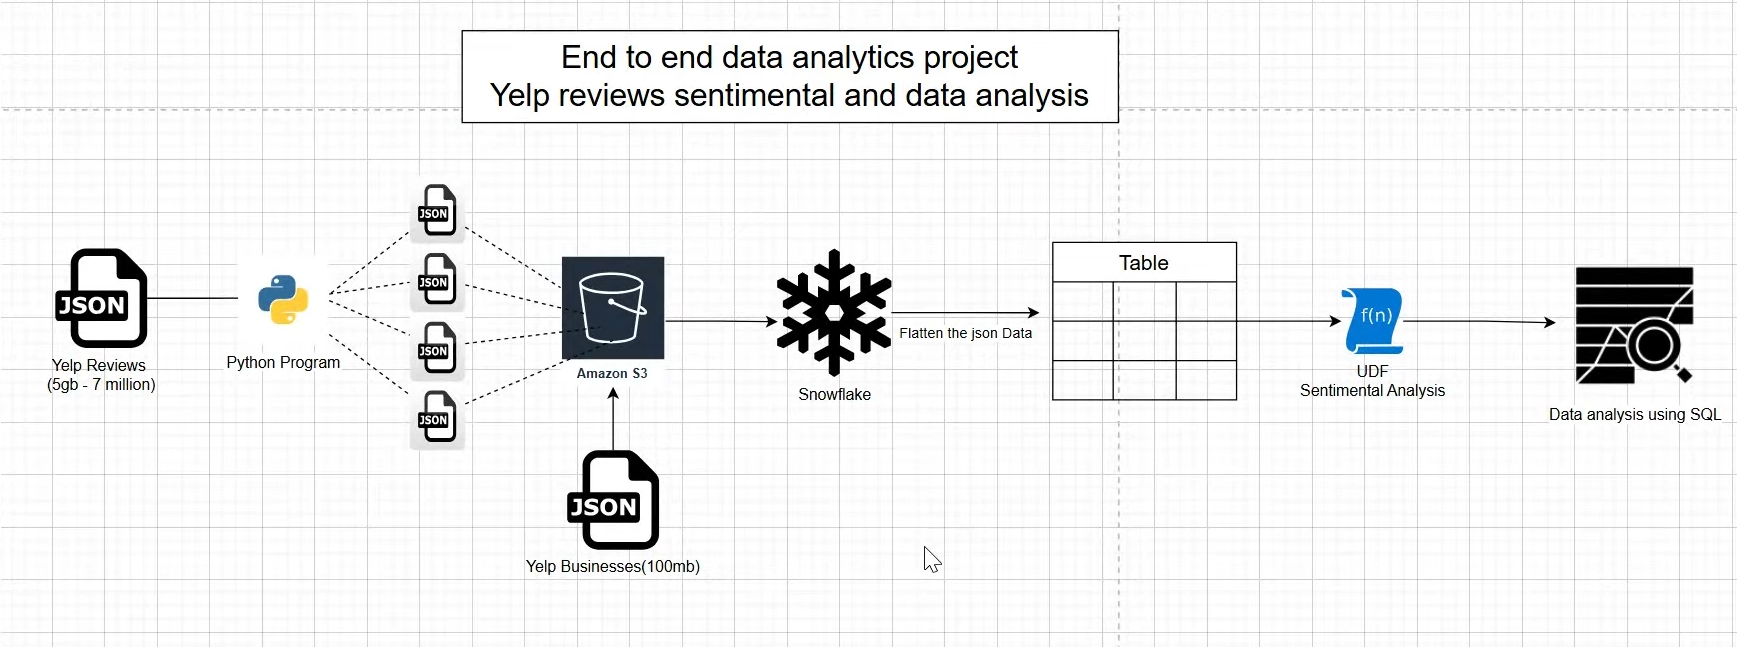 End to end data analytics project
Yelp reviews sentimental and data analysis
JSON
Yelp Reviews
(5gb - 7 million)
Python Program
JSON
JSON
JSON
JSON
Amazon S3
JSON
Yelp Businesses(100mb)
Snowflake
Flatten the json Data
Table
f(n)
UDF
Sentimental Analysis
Data analysis using SQL